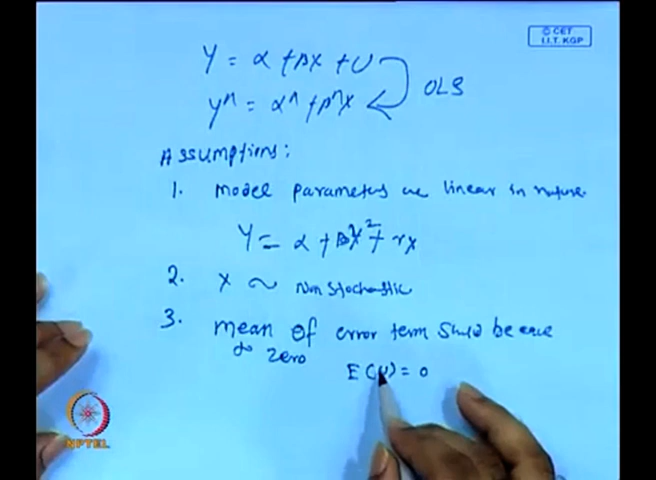 © CET
I.I.T. KGP
Y = α + βX + U
Y^ = α^ + β^X
OLS
Assumptions:
1. Model parameters are linear in nature.
Y = α + βX² + γX
2. X ~ Non Stochastic
3. Mean of error term should be
to zero
E(U) = 0
NPTEL